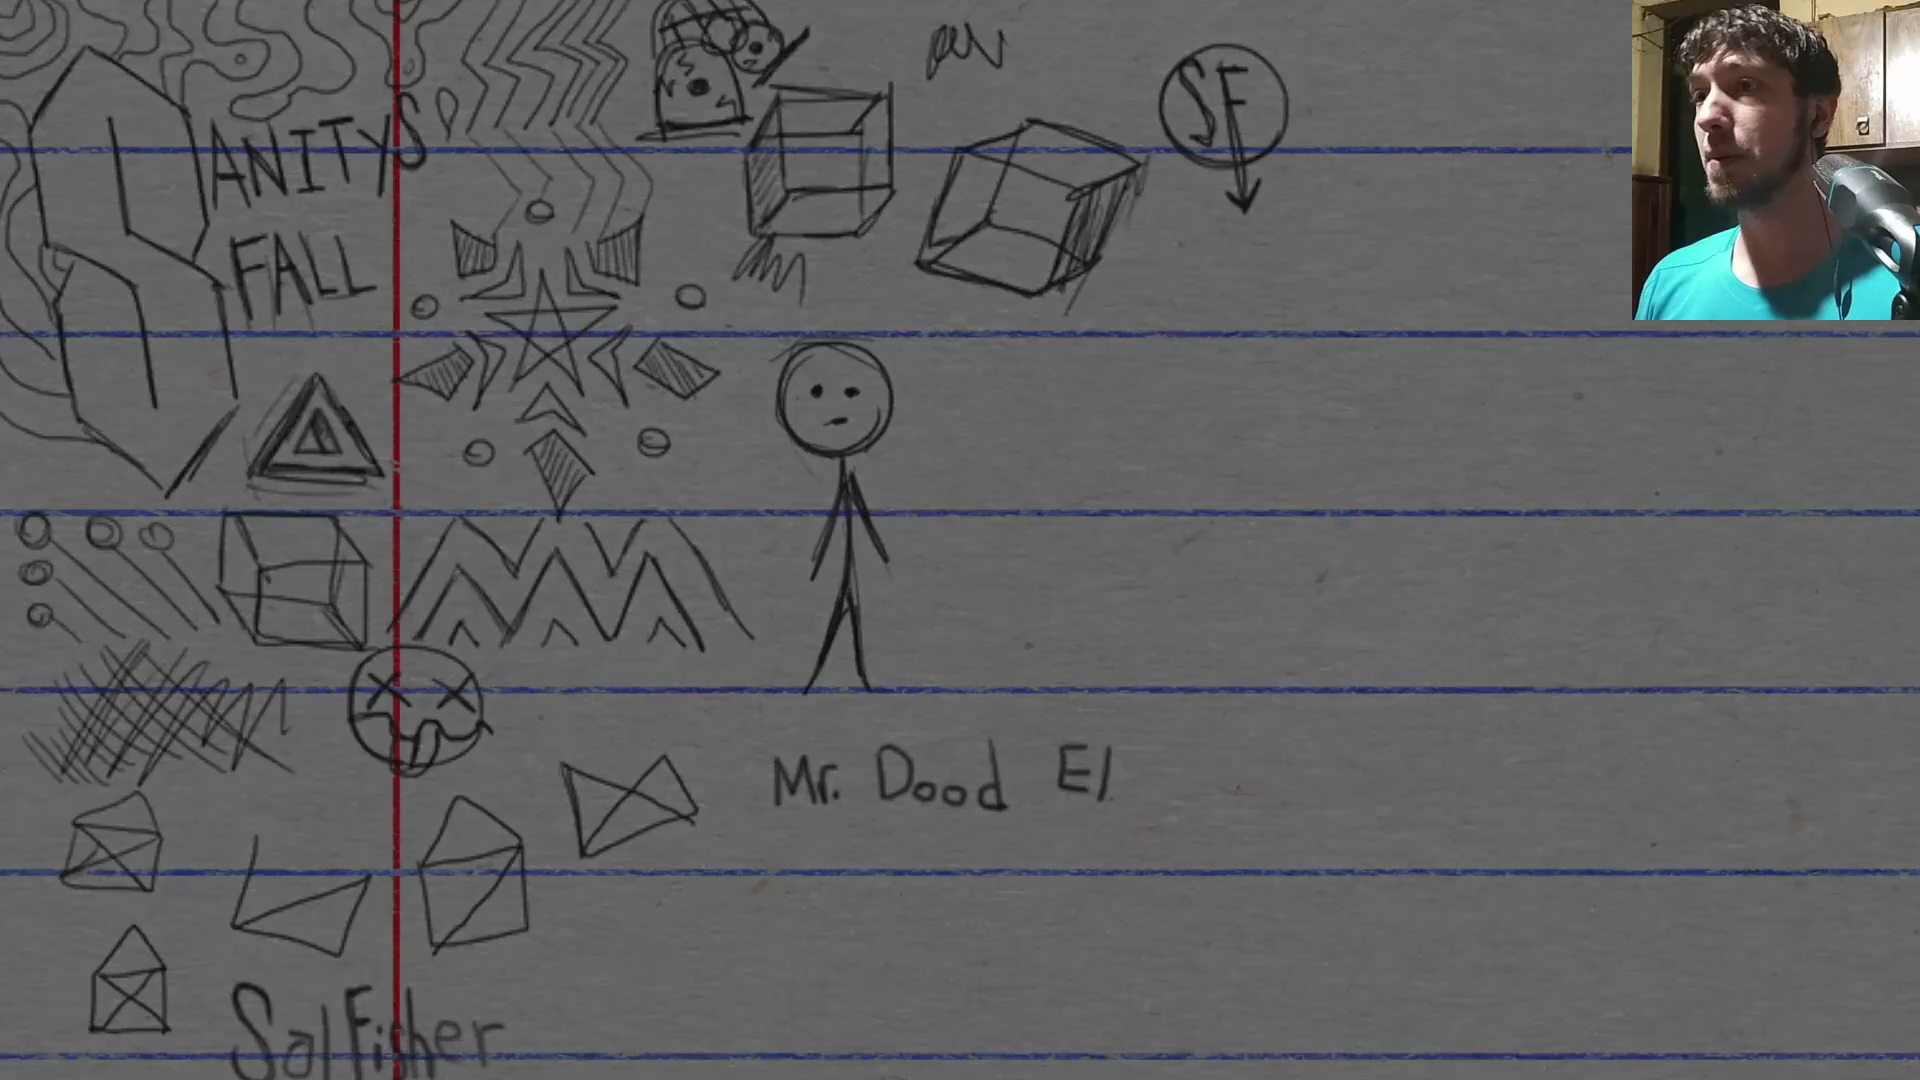 SANITYS
FALL
SF
Mr. Dood El
Sal Fisher